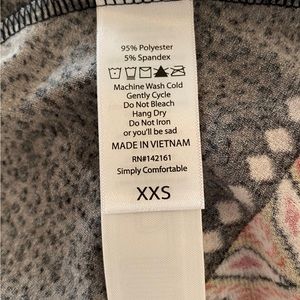 95% Polyester
5% Spandex
Machine Wash Cold
Gently Cycle
Do Not Bleach
Hang Dry
Do Not Iron
or you'll be sad
MADE IN VIETNAM
RN#142161
Simply Comfortable
XXS